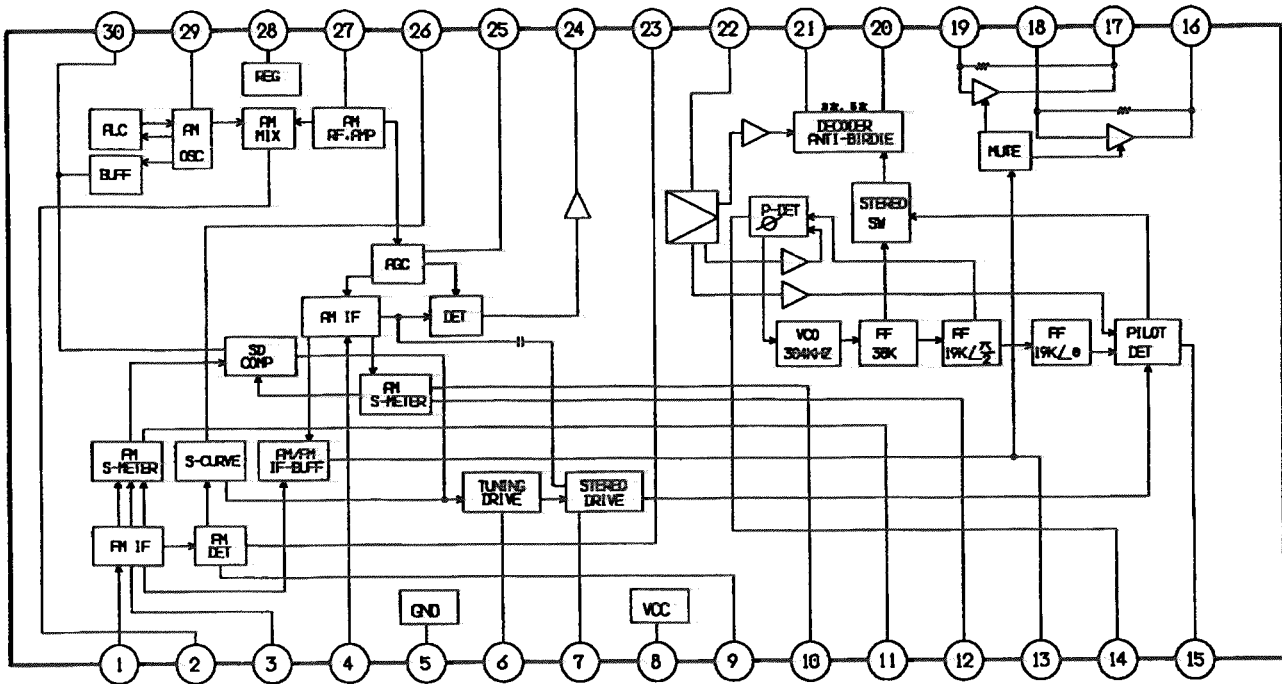 30 29 28 27 26 25 24 23 22 21 20 19 18 17 16
REG
ALC
AM
OSC
AM
MIX
AM
RF.AMP
BUFF
DECODER
ANTI-BIRDIE
MUTE
P-DET
STEREO
SW
AGC
AM IF
DET
SD
COMP
VCO
304KHZ
FF
38K
FF
19K/π/2
FF
19K/0
PILOT
DET
AM
S-METER
S-CURVE
AM/FM
IF-BUFF
S-METER
TUNING
DRIVE
STEREO
DRIVE
FM IF
FM
DET
GND
VCC
1 2 3 4 5 6 7 8 9 10 11 12 13 14 15